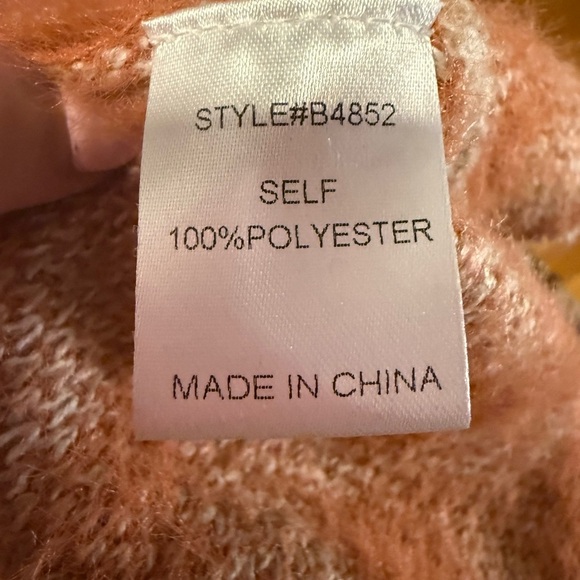 STYLE#B4852
SELF
100%POLYESTER
MADE IN CHINA